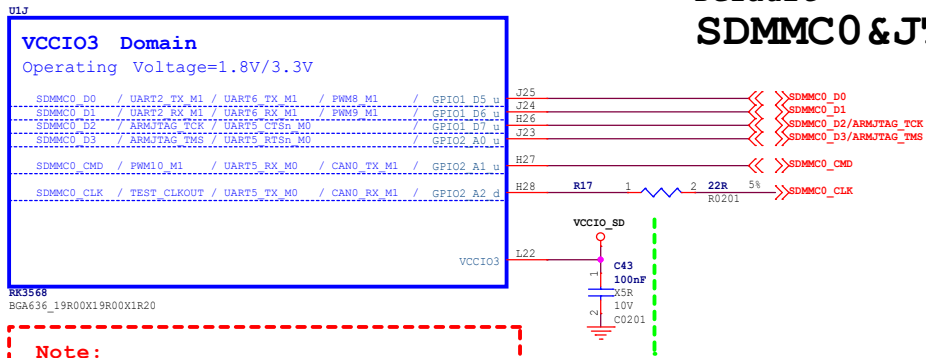 U1J
SDMMC0&J
VCCIO3 Domain
Operating Voltage=1.8V/3.3V
SDMMC0_D0 / UART2_TX_M1 / UART6_TX_M1 / PWM8_M1 / GPIO1_D5_u J25 SDMMC0_D0
SDMMC0_D1 / UART2_RX_M1 / UART6_RX_M1 / PWM9_M1 / GPIO1_D6_u J24 SDMMC0_D1
SDMMC0_D2 / ARMJTAG_TCK / UART5_CTSn_M0 / GPIO1_D7_u H26 SDMMC0_D2/ARMJTAG_TCK
SDMMC0_D3 / ARMJTAG_TMS / UART5_RTSn_M0 / GPIO2_A0_u J23 SDMMC0_D3/ARMJTAG_TMS
SDMMC0_CMD / PWM10_M1 / UART5_RX_M0 / CAN0_TX_M1 / GPIO2_A1_u H27 SDMMC0_CMD
SDMMC0_CLK / TEST_CLKOUT / UART5_TX_M0 / CAN0_RX_M1 / GPIO2_A2_d H28 R17 1 2 22R 5% SDMMC0_CLK
R0201
VCCIO_SD
VCCIO3 L22
1 C43
100nF
X5R
2 10V
C0201
RK3568
BGA636_19R00X19R00X1R20
Note: